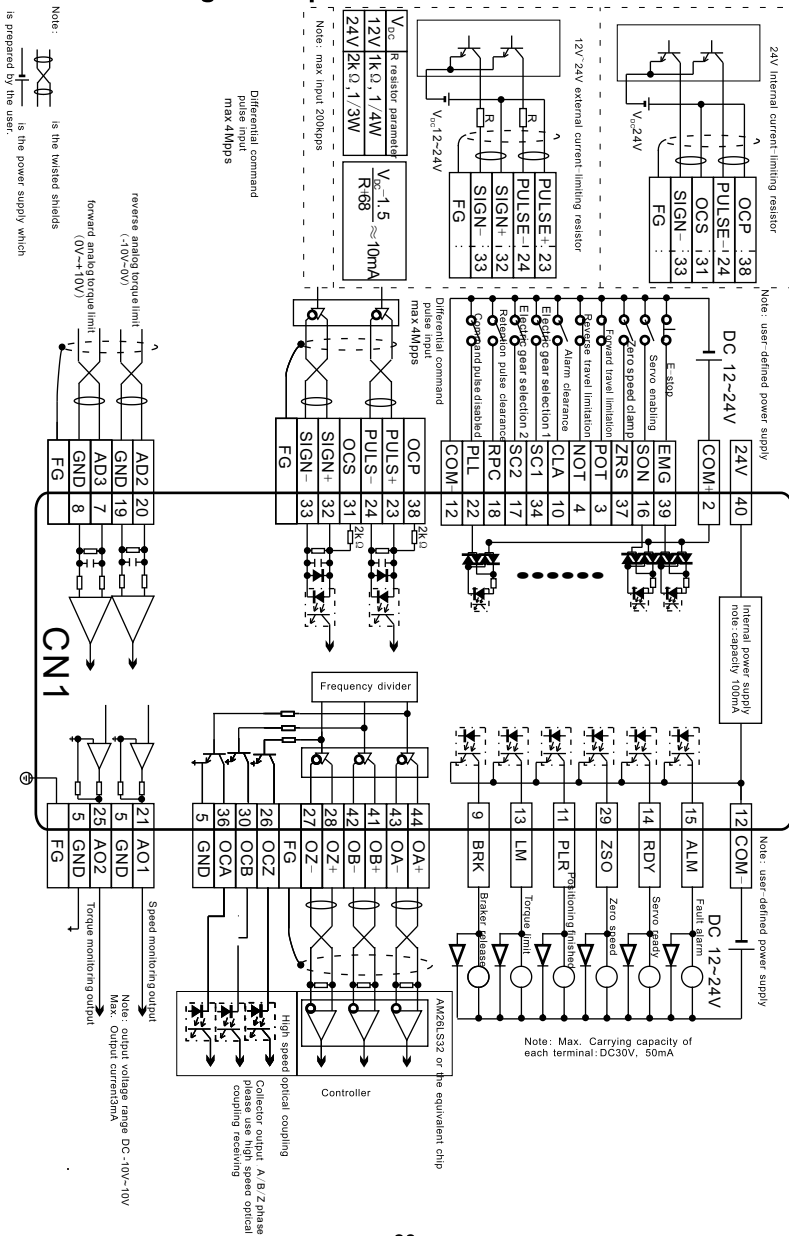 24V Internal current-limiting resistor
V DC 24V
OCP 38
PULSE- 24
OCS 31
SIGN- 33
FG
12V~24V external current-limiting resistor
R
R
V DC 12~24V
PULSE+ 23
PULSE- 24
SIGN+ 32
SIGN- 33
FG
V DC R resistor parameter
12V 1kΩ,1/4W
24V 2kΩ,1/3W
V DC -1.5
R+68
≈10mA
Note: max input 200kpps
Differential command
pulse input
max 4Mpps
Note:
is the twisted shields
is the power supply which
is prepared by the user.
Note: user-defined power supply
DC 12~24V
24V 40
COM+ 2
E-stop
EMG 39
Servo enabling
SON 16
Zero speed clamp
ZRS 37
Forward travel limitation
POT 3
Reverse travel limitation
NOT 4
Alarm clearance
CLA 10
Electric gear selection 1
SC1 34
Electric gear selection 2
SC2 17
Retention pulse clearance
RPC 18
Command pulse disabled
PLL 22
COM- 12
Differential command
pulse input
max 4Mpps
OCP 38
2kΩ
PULS+ 23
PULS- 24
OCS 31
2kΩ
SIGN+ 32
SIGN- 33
FG
reverse analog torque limit
(-10V~0V)
forward analog torque limit
(0V~+10V)
AD2 20
GND 19
AD3 7
GND 8
FG
CN1
Internal power supply
note:capacity 100mA
Frequency divider
12 COM-
Note: user-defined power supply
DC 12~24V
15 ALM
Fault alarm
14 RDY
Servo ready
29 ZSO
Zero speed
11 PLR
Positioning finished
13 LM
Torque limit
9 BRK
Braker release
Note: Max. Carrying capacity of
each terminal:DC30V, 50mA
44 OA+
43 OA-
41 OB+
42 OB-
28 OZ+
27 OZ-
FG
26 OCZ
30 OCB
36 OCA
5 GND
AM26LS32 or the equivalent chip
Controller
High speed optical coupling
Collector output A/B/Z phase
please use high speed optical
coupling receiving
21 AO1
5 GND
25 AO2
5 GND
FG
Speed monitoring output
Torque monitoring output
Note: output voltage range DC -10V~10V
Max. Output current3mA